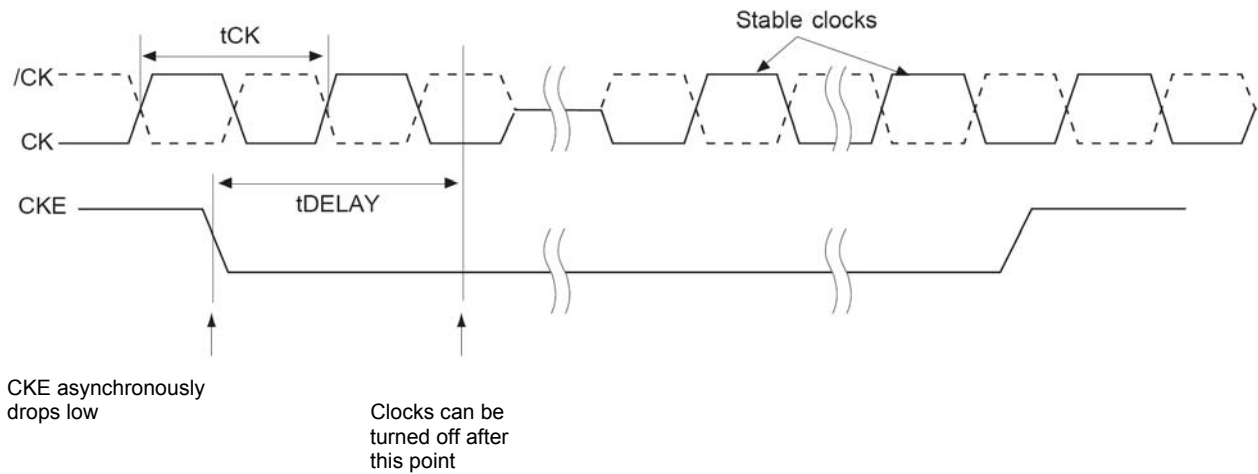 Stable clocks
tCK
/CK
CK
tDELAY
CKE
CKE asynchronously
drops low
Clocks can be
turned off after
this point